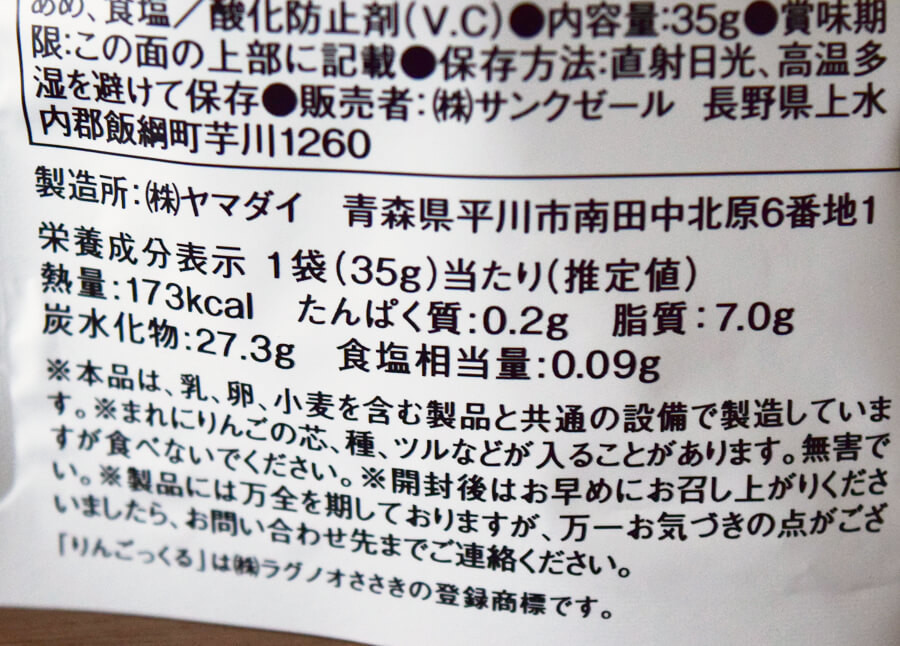 あめ、食塩／酸化防止剤(V.C)●内容量:35g●賞味期
限:この面の上部に記載●保存方法:直射日光、高温多
湿を避けて保存●販売者:㈱サンクゼール 長野県上水
内郡飯綱町芋川1260
製造所:㈱ヤマダイ 青森県平川市南田中北原6番地1
栄養成分表示 1袋(35g)当たり(推定値)
熱量:173kcal たんぱく質:0.2g 脂質:7.0g
炭水化物:27.3g 食塩相当量:0.09g
※本品は、乳、卵、小麦を含む製品と共通の設備で製造していま
す。※まれにりんごの芯、種、ツルなどが入ることがあります。無害で
すが食べないでください。※開封後はお早めにお召し上がりくださ
い。※製品には万全を期しておりますが、万一お気づきの点がござ
いましたら、お問い合わせ先までご連絡ください。
「りんごっくる」は㈱ラグノオささきの登録商標です。